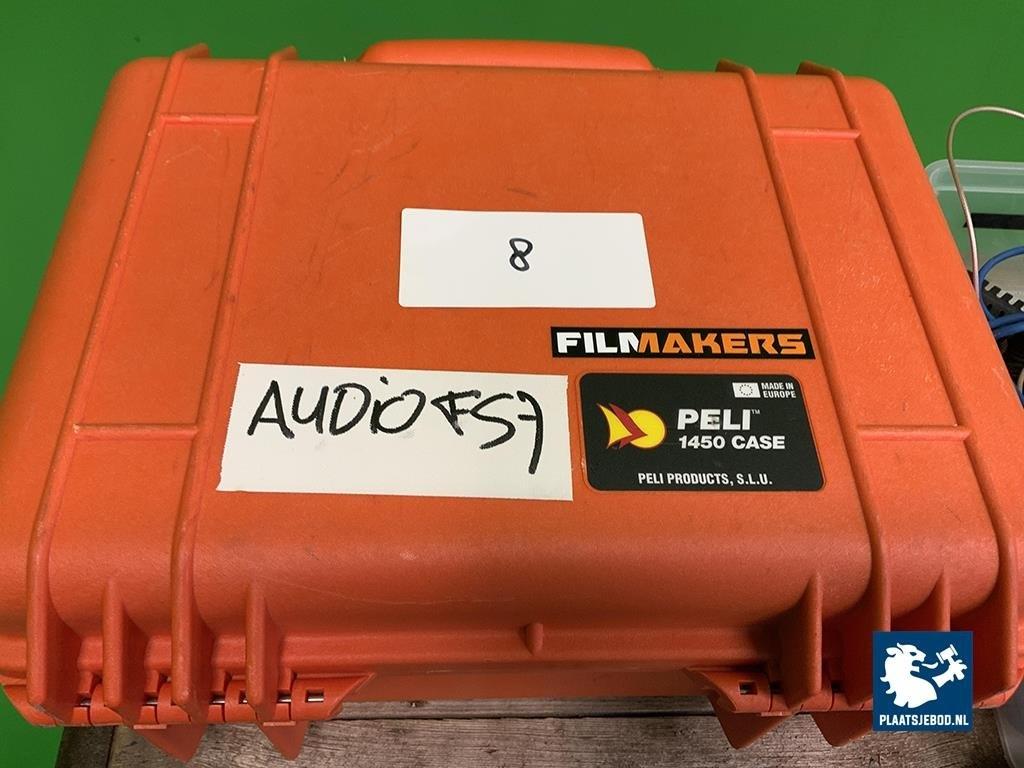 8
FILMAKERS
AUDiO FS7
MADE IN
EUROPE
PELI™
1450 CASE
PELI PRODUCTS, S.L.U.
PLAATSJEBOD.NL